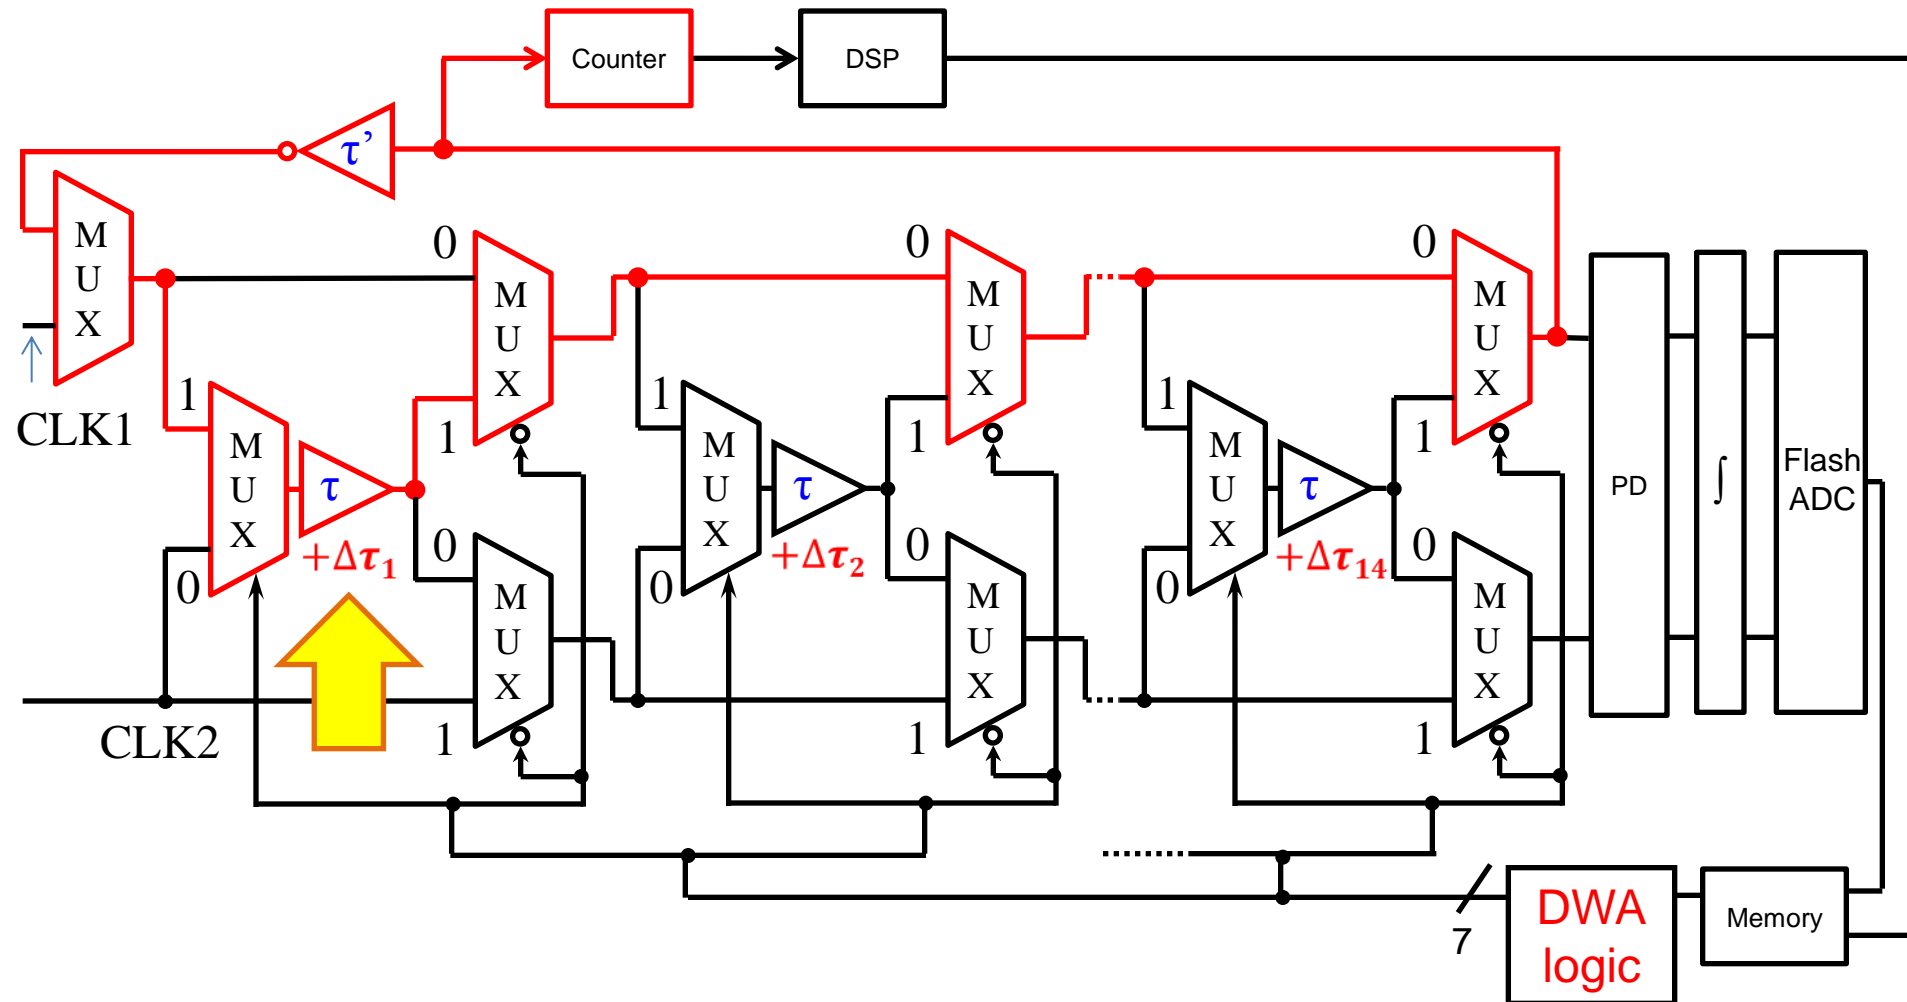 Counter
DSP
τ’
M
U
X
0
M
U
X
0
M
U
X
0
M
U
X
CLK1
1
M
U
X
0
τ
+Δτ₁
1
1
M
U
X
0
τ
+Δτ₂
1
1
M
U
X
0
τ
+Δτ₁₄
1
PD
∫
Flash
ADC
0
M
U
X
1
0
M
U
X
1
0
M
U
X
1
CLK2
7
DWA
logic
Memory